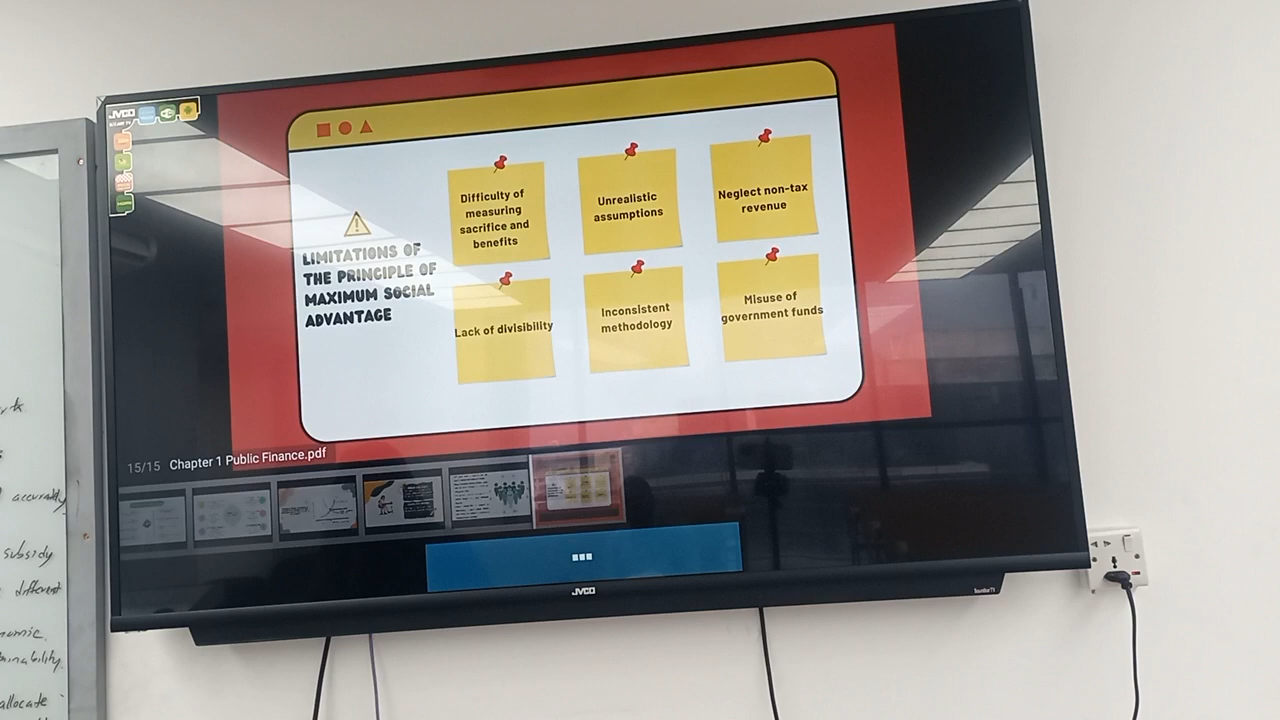 JVCO
LIMITATIONS OF
THE PRINCIPLE OF
MAXIMUM SOCIAL
ADVANTAGE
Difficulty of
measuring
sacrifice and
benefits
Unrealistic
assumptions
Neglect non-tax
revenue
Lack of divisibility
Inconsistent
methodology
Misuse of
government funds
15/15 Chapter 1 Public Finance.pdf
JVCO
accuracy
subsidy
different
allocate